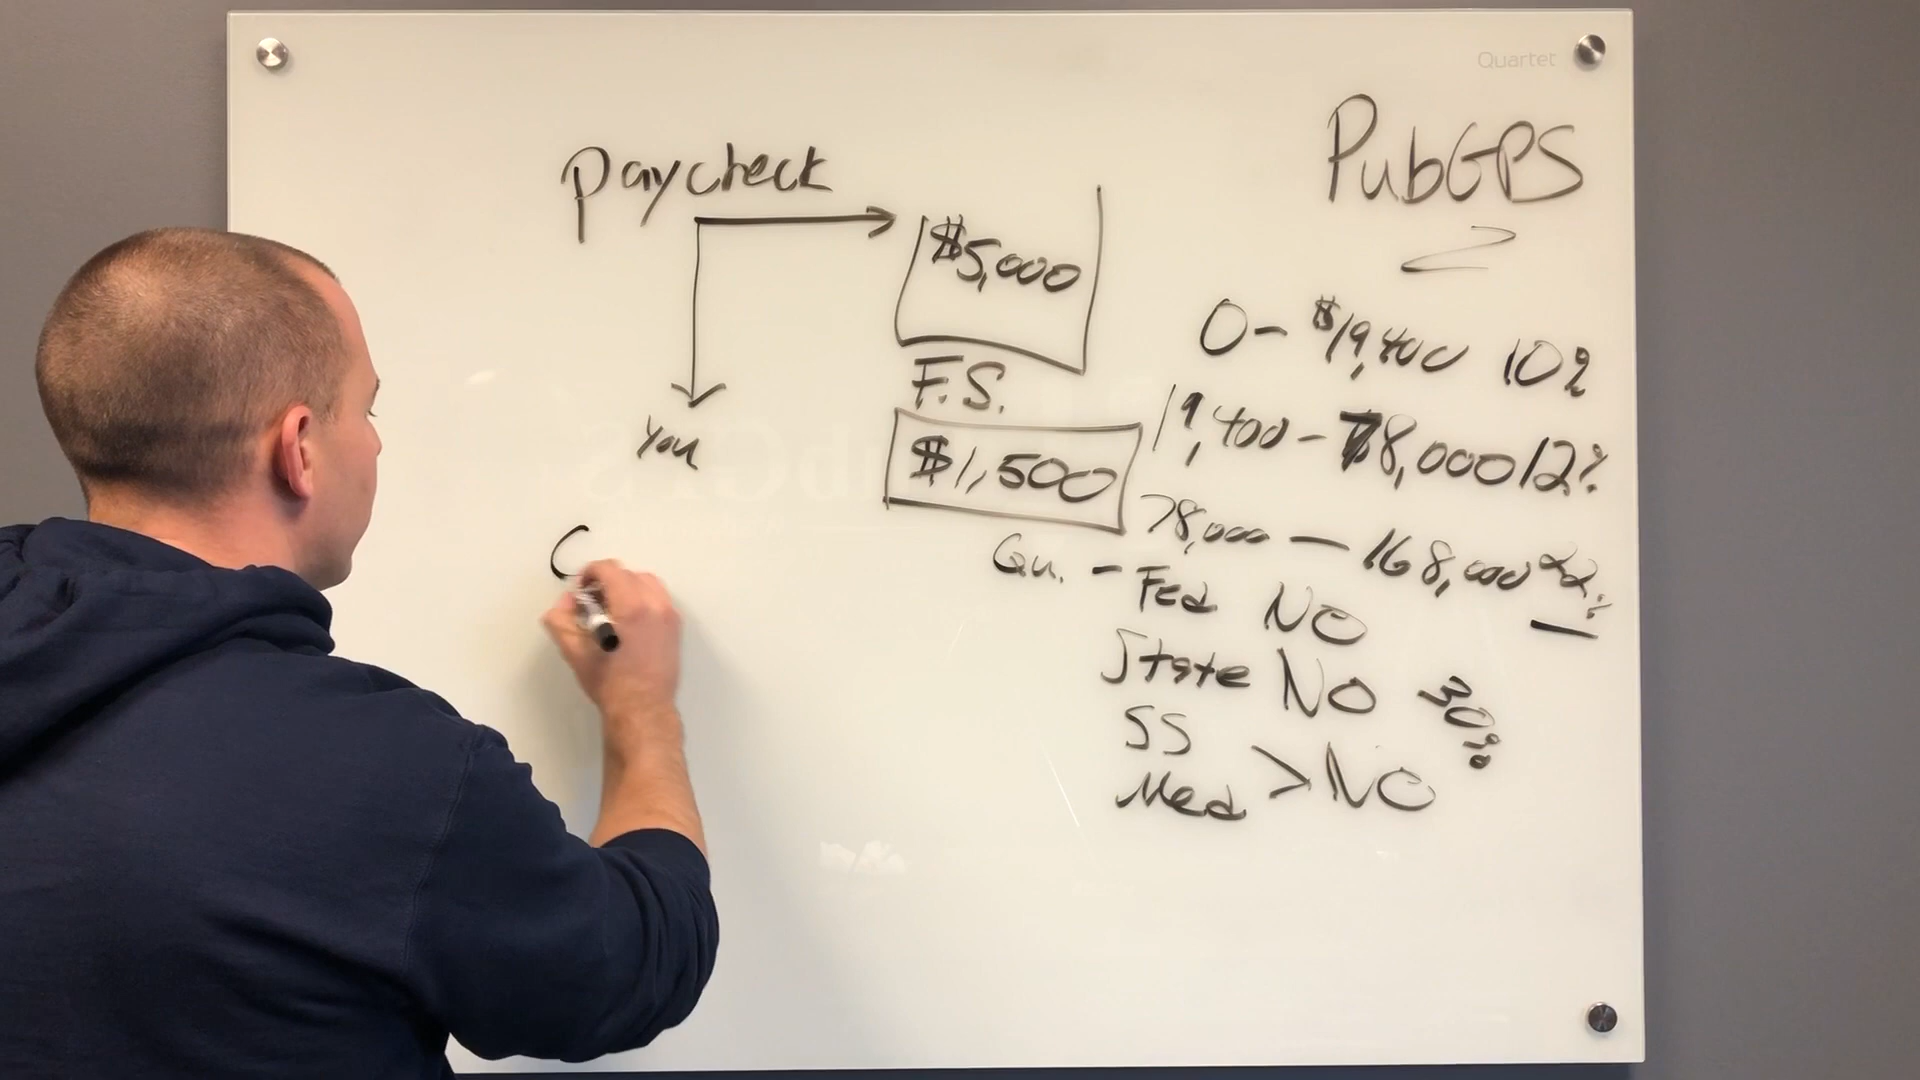 Quartet
PubGPS
Paycheck
$5,000
F.S.
$1,500
You
C
0 - $19,400 10%
19,400 - 78,000 12%
78,000 - 168,000 22%
Qu. - Fed NO
State NO 30%
SS
Med > NO